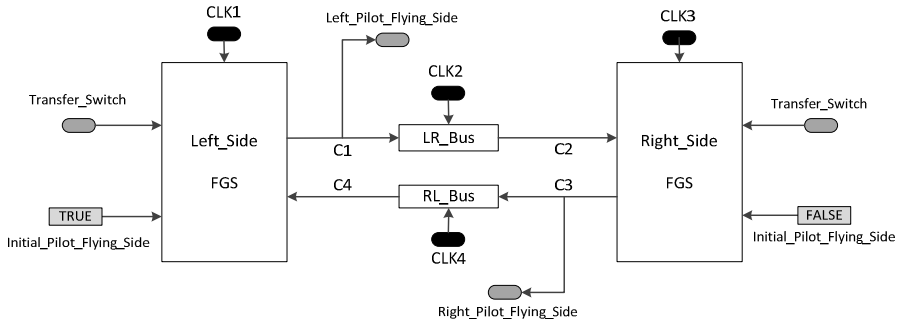 CLK1
Left_Pilot_Flying_Side
CLK3
CLK2
Transfer_Switch
Transfer_Switch
Left_Side
LR_Bus
Right_Side
C1
C2
FGS
C4
RL_Bus
C3
FGS
TRUE
FALSE
Initial_Pilot_Flying_Side
Initial_Pilot_Flying_Side
CLK4
Right_Pilot_Flying_Side